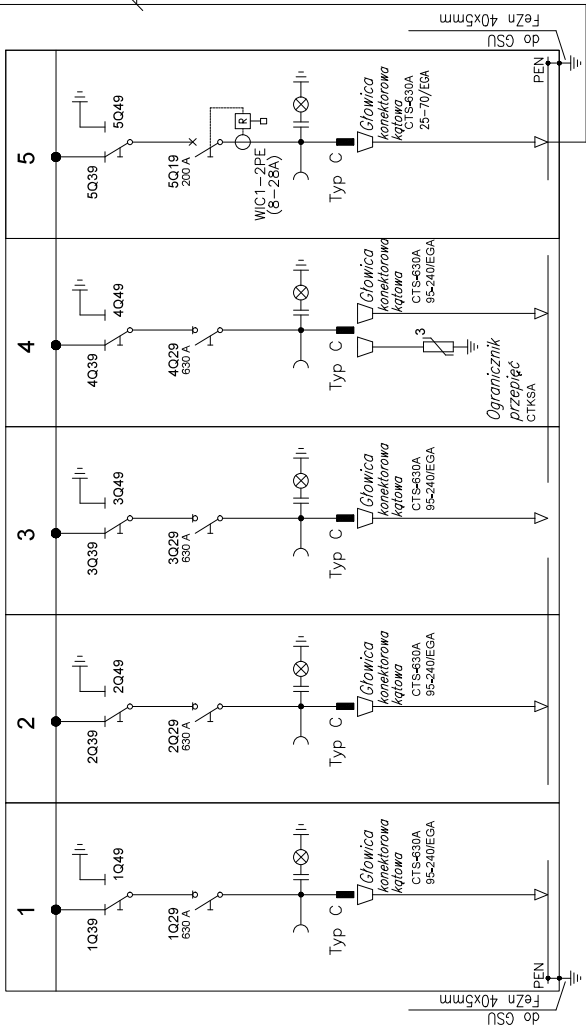 1
1Q39
1Q49
1Q29
630 A
Typ C
Głowica
konektorowa
kątowa
CTS-630A
95-240/EGA
PEN
do GSU
FeZn 40x5mm
2
2Q39
2Q49
2Q29
630 A
Typ C
Głowica
konektorowa
kątowa
CTS-630A
95-240/EGA
3
3Q39
3Q49
3Q29
630 A
Typ C
Głowica
konektorowa
kątowa
CTS-630A
95-240/EGA
4
4Q39
4Q49
4Q29
630 A
Typ C
Głowica
konektorowa
kątowa
CTS-630A
95-240/EGA
3
Ogranicznik
przepięć
CTKSA
5
5Q39
5Q49
5Q19
200 A
R
WIC1-2PE
(8-28A)
Typ C
Głowica
konektorowa
kątowa
CTS-630A
25-70/EGA
PEN
do GSU
FeZn 40x5mm